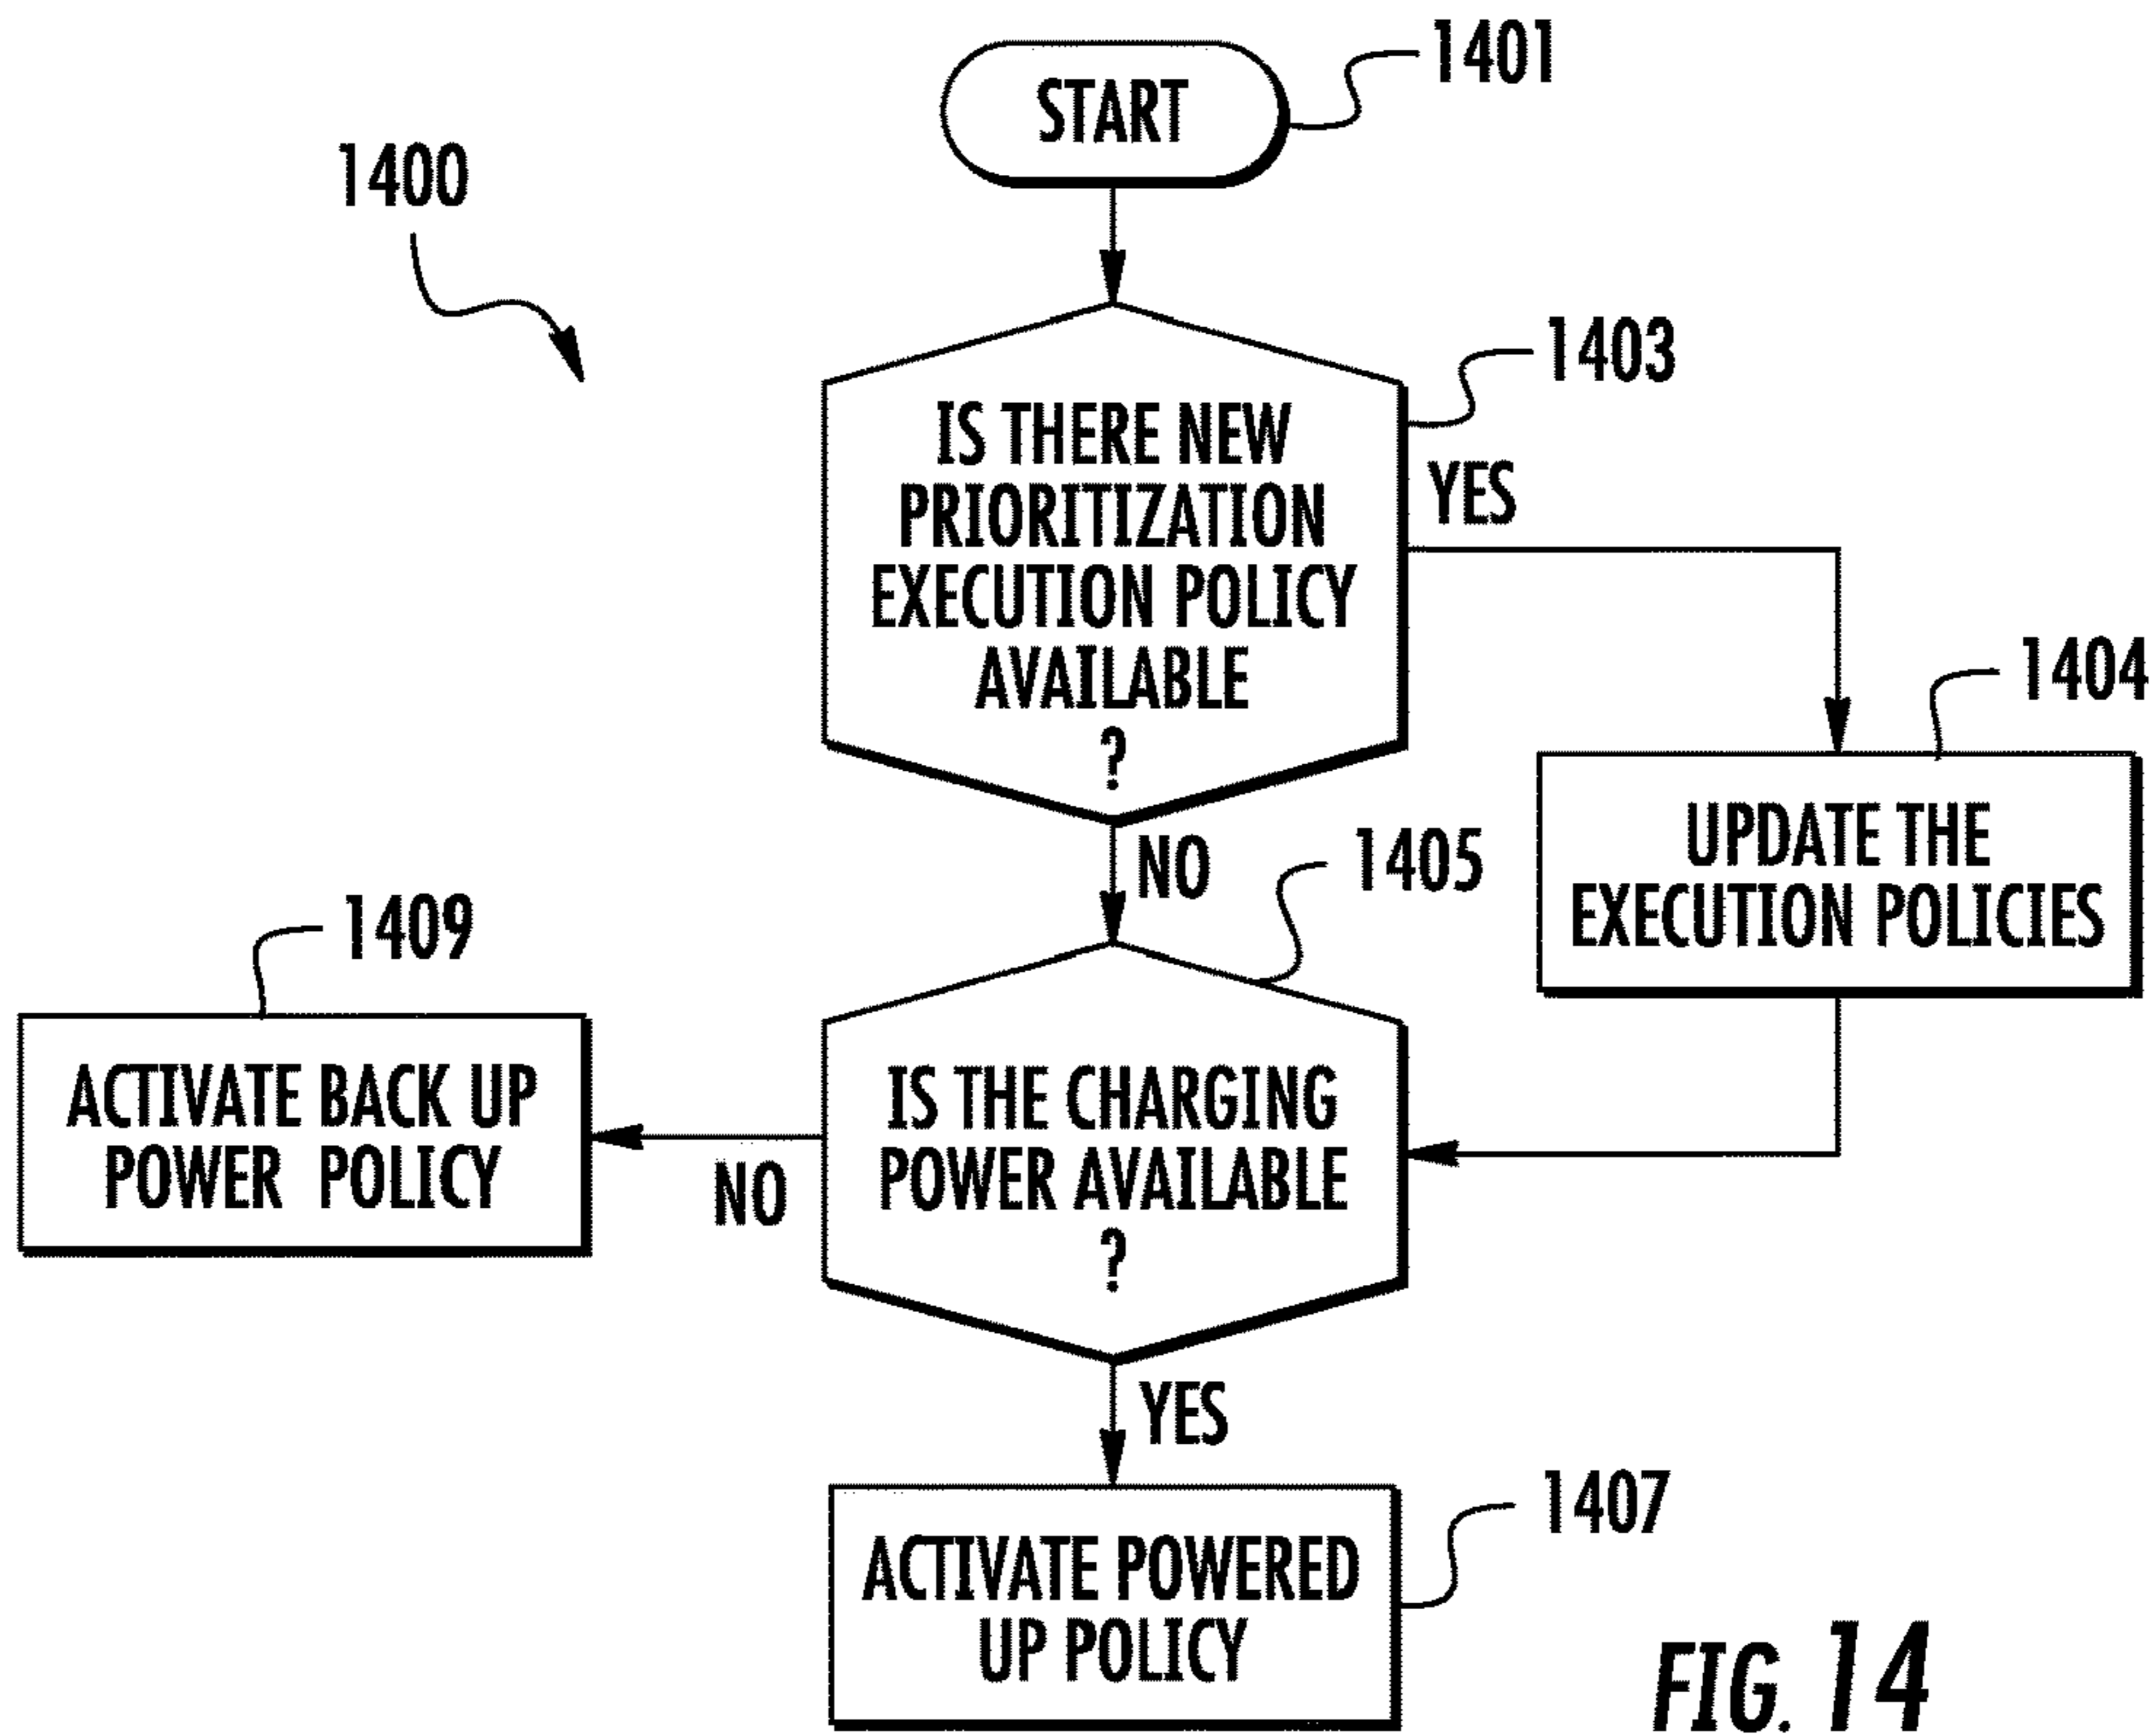 1401
START
1400
1403
IS THERE NEW
PRIORITIZATION
EXECUTION POLICY
AVAILABLE
?
YES
1404
UPDATE THE
EXECUTION POLICIES
NO
1405
1409
ACTIVATE BACK UP
POWER POLICY
NO
IS THE CHARGING
POWER AVAILABLE
?
YES
1407
ACTIVATE POWERED
UP POLICY
FIG. 14